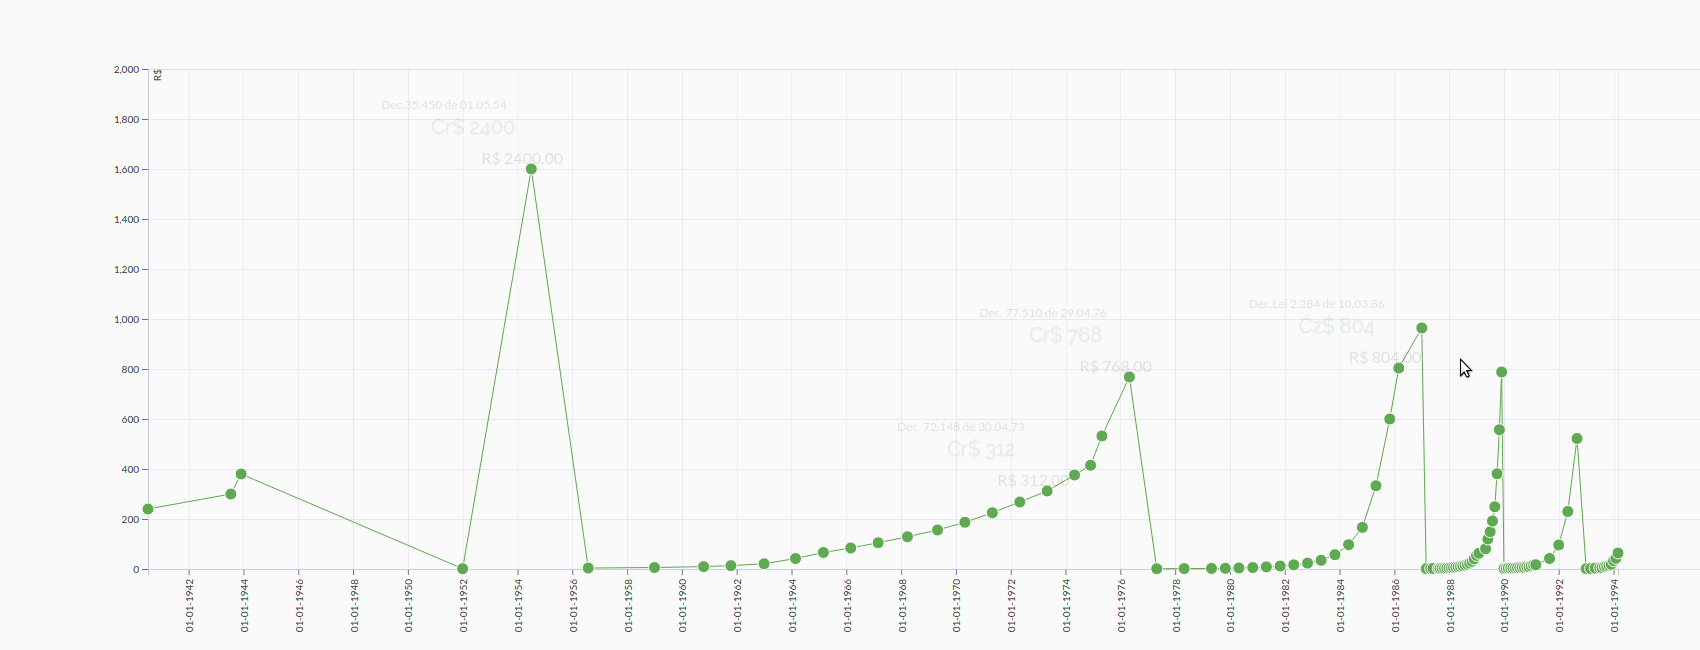 2,000
R$
Dec.35.450 de 01.05.54
1,800
Cr$ 2400
R$ 2400.00
1,600
1,400
1,200
Dec.Lei 2.284 de 10.03.86
Dec. 77.510 de 29.04.76
1,000
Cz$ 804
Cr$ 768
R$ 804.00
R$ 768.00
800
600
Dec. 72.148 de 30.04.73
Cr$ 312
400
R$ 312.00
200
0
01-01-1942
01-01-1944
01-01-1946
01-01-1948
01-01-1950
01-01-1952
01-01-1954
01-01-1956
01-01-1958
01-01-1960
01-01-1962
01-01-1964
01-01-1966
01-01-1968
01-01-1970
01-01-1972
01-01-1974
01-01-1976
01-01-1978
01-01-1980
01-01-1982
01-01-1984
01-01-1986
01-01-1988
01-01-1990
01-01-1992
01-01-1994